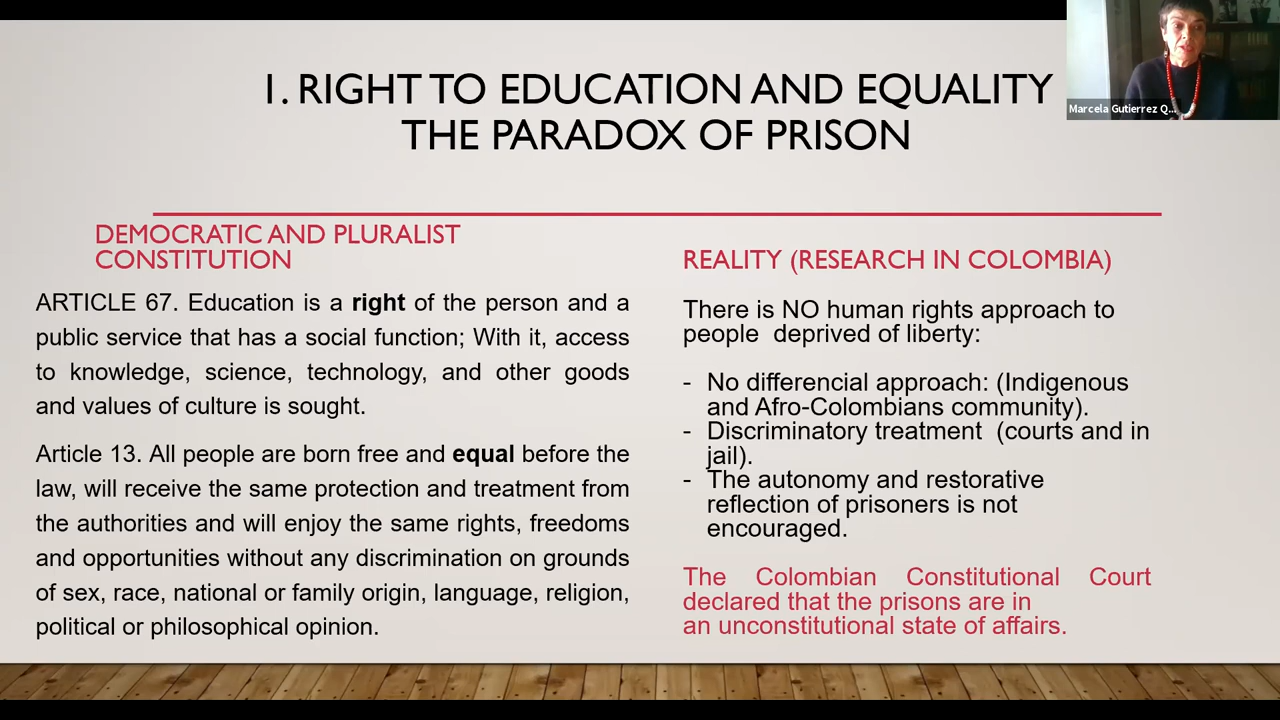 1. RIGHT TO EDUCATION AND EQUALITY
THE PARADOX OF PRISON
Marcela Gutierrez Q...
DEMOCRATIC AND PLURALIST
CONSTITUTION
ARTICLE 67. Education is a right of the person and a
public service that has a social function; With it, access
to knowledge, science, technology, and other goods
and values of culture is sought.
Article 13. All people are born free and equal before the
law, will receive the same protection and treatment from
the authorities and will enjoy the same rights, freedoms
and opportunities without any discrimination on grounds
of sex, race, national or family origin, language, religion,
political or philosophical opinion.
REALITY (RESEARCH IN COLOMBIA)
There is NO human rights approach to
people deprived of liberty:
- No differencial approach: (Indigenous
and Afro-Colombians community).
- Discriminatory treatment (courts and in
jail).
- The autonomy and restorative
reflection of prisoners is not
encouraged.
The Colombian Constitutional Court
declared that the prisons are in
an unconstitutional state of affairs.